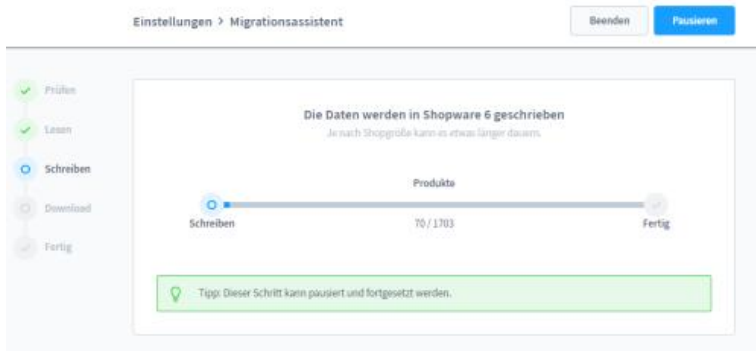 Einstellungen > Migrationsassistent
Beenden
Pausieren
Prüfen
Lesen
Schreiben
Download
Fertig
Die Daten werden in Shopware 6 geschrieben
Je nach Shopgröße kann es etwas länger dauern.
Produkte
Schreiben
70 / 1703
Fertig
Tipp: Dieser Schritt kann pausiert und fortgesetzt werden.